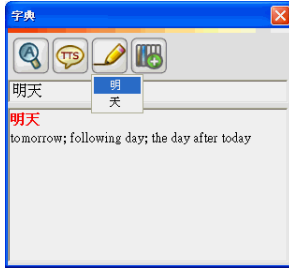 字典
TTS
明天
明
天
明天
tomorrow; following day; the day after today